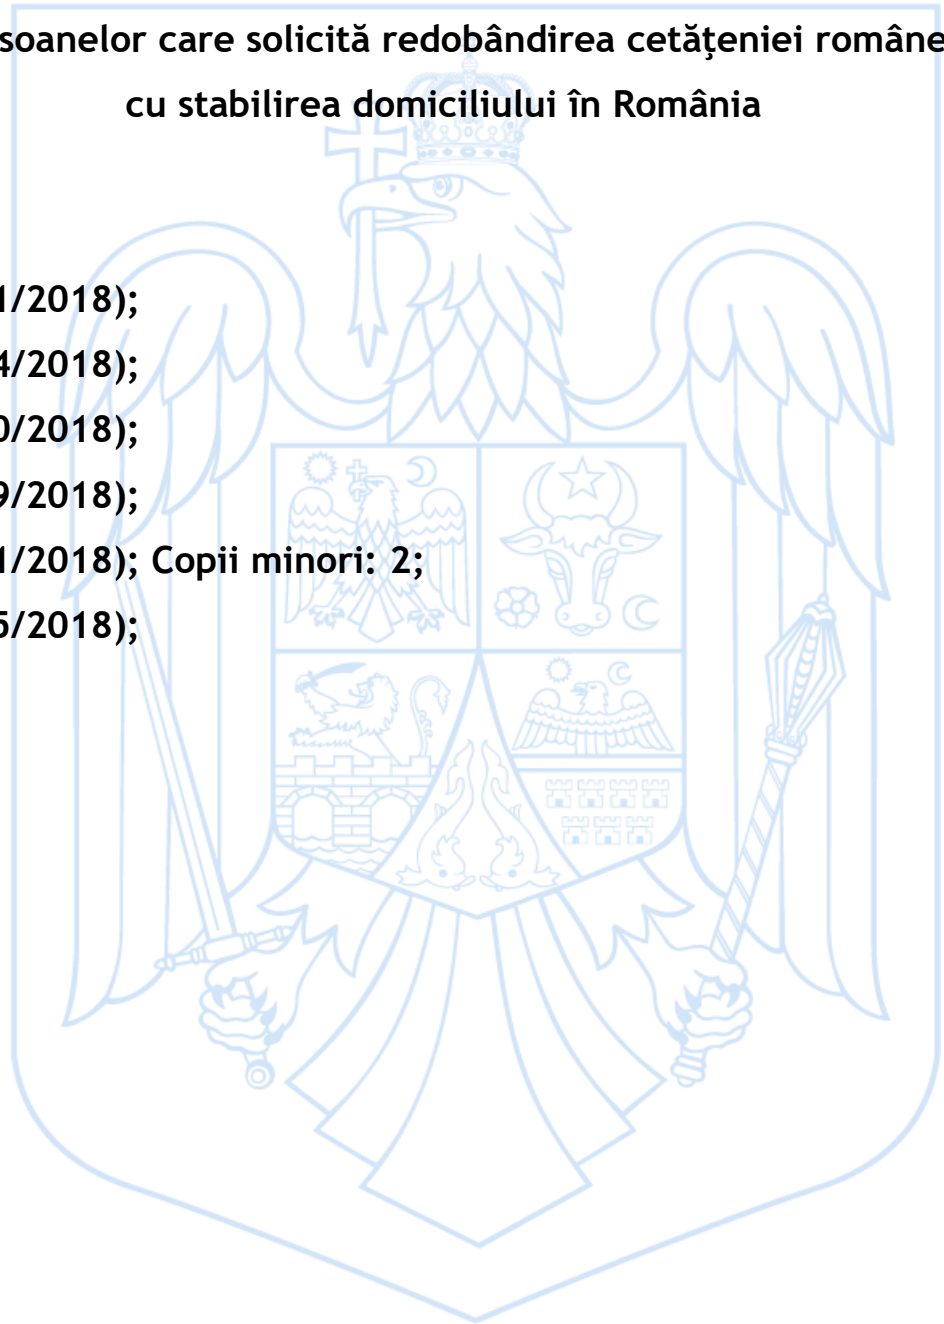 soanelor care solicită redobândirea cetăţeniei române
cu stabilirea domiciliului în România
1/2018);
4/2018);
0/2018);
9/2018);
1/2018); Copii minori: 2;
5/2018);